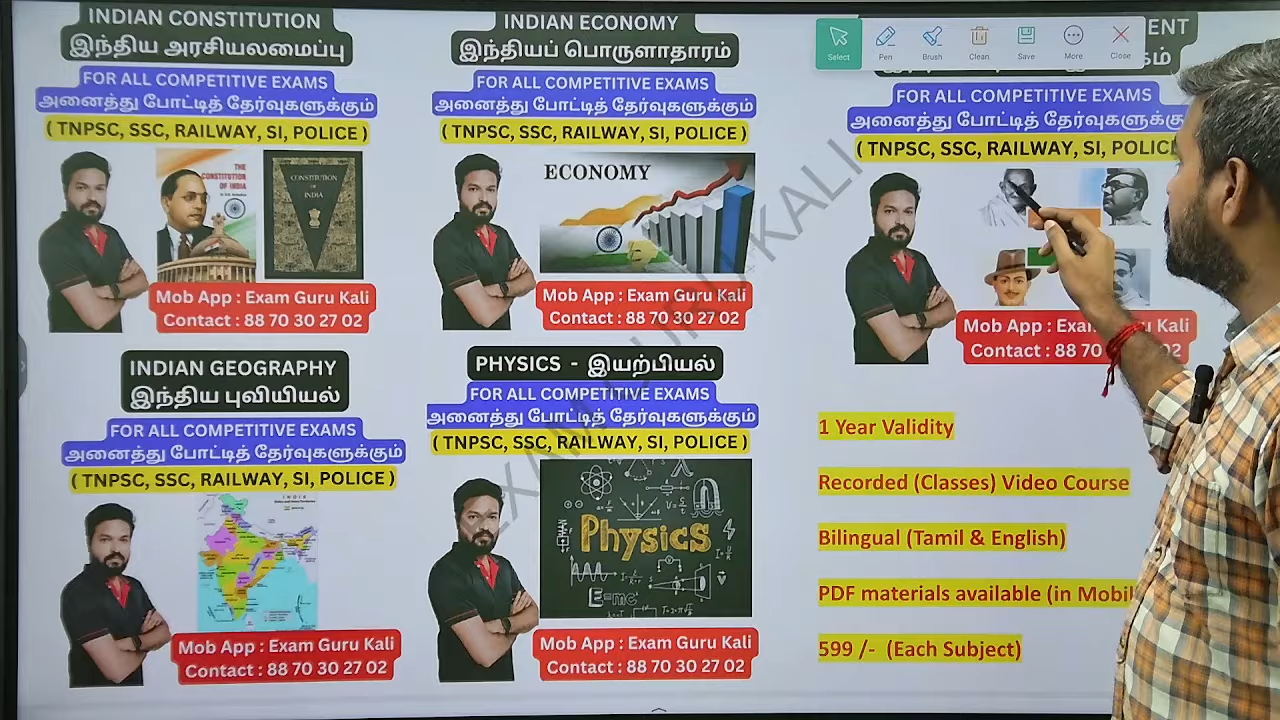 INDIAN CONSTITUTION
இந்திய அரசியலமைப்பு
FOR ALL COMPETITIVE EXAMS
அனைத்து போட்டித் தேர்வுகளுக்கும்
( TNPSC, SSC, RAILWAY, SI, POLICE )
THE
CONSTITUTION
OF INDIA
CONSTITUTION
OF
INDIA
Mob App : Exam Guru Kali
Contact : 88 70 30 27 02
INDIAN ECONOMY
இந்தியப் பொருளாதாரம்
FOR ALL COMPETITIVE EXAMS
அனைத்து போட்டித் தேர்வுகளுக்கும்
( TNPSC, SSC, RAILWAY, SI, POLICE )
ECONOMY
Mob App : Exam Guru Kali
Contact : 88 70 30 27 02
Select
Pen
Brush
Clean
Save
More
Close
ENT
FOR ALL COMPETITIVE EXAMS
அனைத்து போட்டித் தேர்வுகளுக்கு
( TNPSC, SSC, RAILWAY, SI, POLICE
Mob App : Exam Kali
Contact : 88 70 02
INDIAN GEOGRAPHY
இந்திய புவியியல்
FOR ALL COMPETITIVE EXAMS
அனைத்து போட்டித் தேர்வுகளுக்கும்
( TNPSC, SSC, RAILWAY, SI, POLICE )
INDIA
Mob App : Exam Guru Kali
Contact : 88 70 30 27 02
PHYSICS - இயற்பியல்
FOR ALL COMPETITIVE EXAMS
அனைத்து போட்டித் தேர்வுகளுக்கும்
( TNPSC, SSC, RAILWAY, SI, POLICE )
Physics
E=mc²
Mob App : Exam Guru Kali
Contact : 88 70 30 27 02
1 Year Validity
Recorded (Classes) Video Course
Bilingual (Tamil & English)
PDF materials available (in Mobil
599 /- (Each Subject)
EXAM GURU KALI